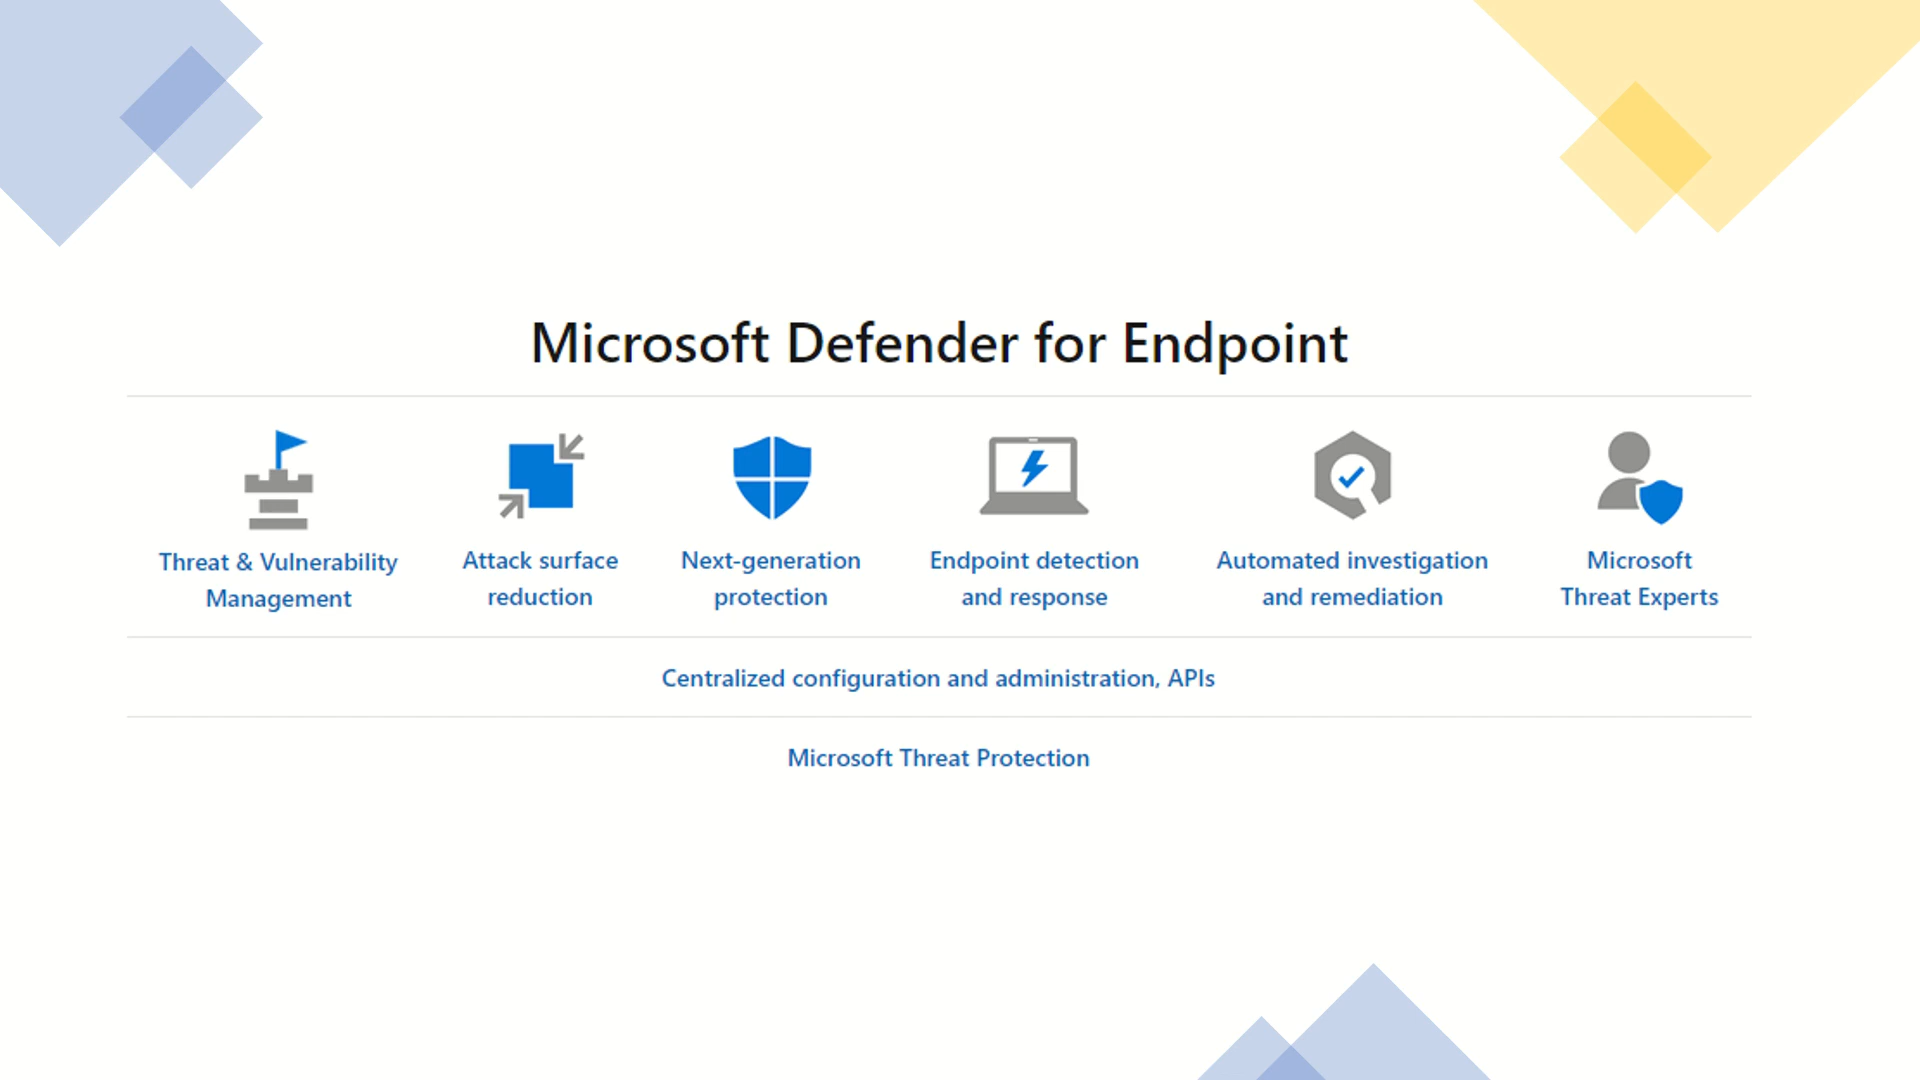 Microsoft Defender for Endpoint
Threat & Vulnerability
Management
Attack surface
reduction
Next-generation
protection
Endpoint detection
and response
Automated investigation
and remediation
Microsoft
Threat Experts
Centralized configuration and administration, APIs
Microsoft Threat Protection